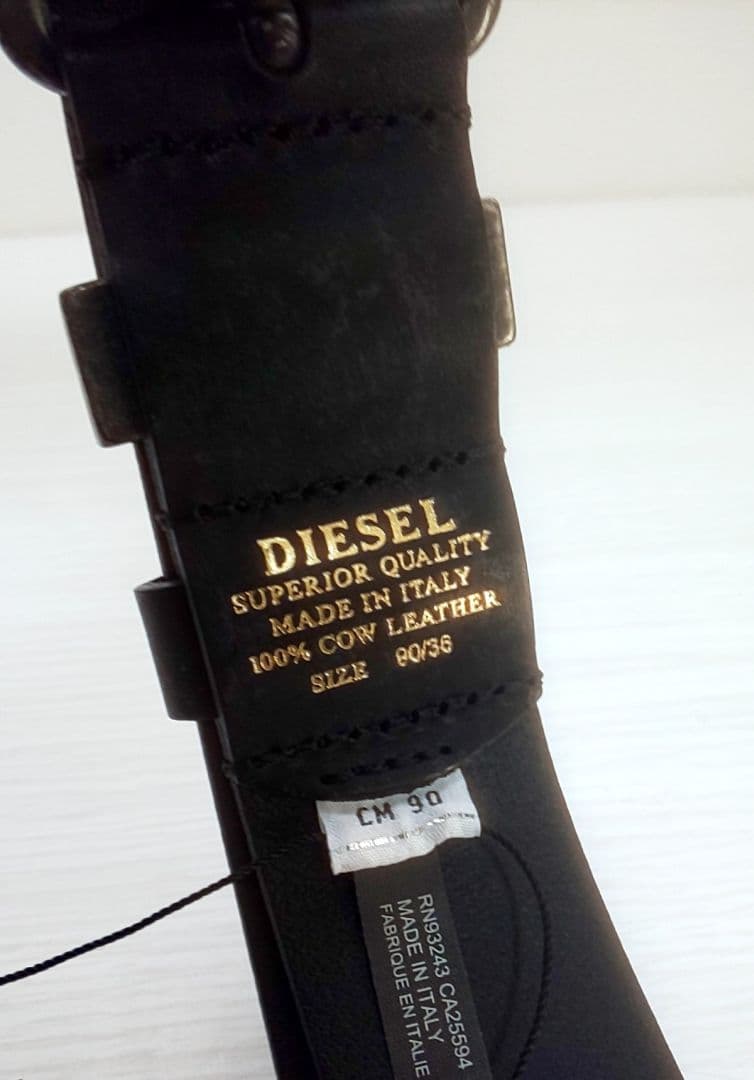 DIESEL
SUPERIOR QUALITY
MADE IN ITALY
100% COW LEATHER
SIZE 90/36
CM 90
RN93243 CA25594
MADE IN ITALY
FABRIQUE EN ITALIE